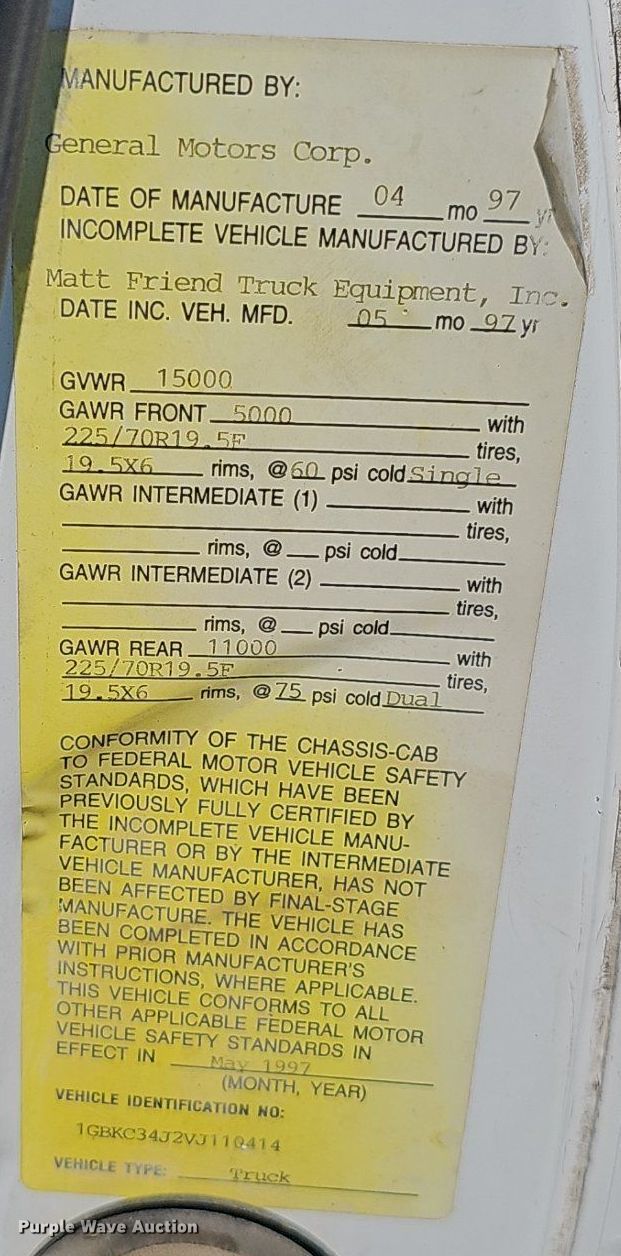 MANUFACTURED BY:
General Motors Corp.
DATE OF MANUFACTURE 04 mo 97 yr
INCOMPLETE VEHICLE MANUFACTURED BY:
Matt Friend Truck Equipment, Inc.
DATE INC. VEH. MFD. 05 mo 97 yr
GVWR 15000
GAWR FRONT 5000 with
225/70R19.5F tires,
19.5X6 rims, @ 60 psi cold Single
GAWR INTERMEDIATE (1) with
tires,
rims, @ psi cold
GAWR INTERMEDIATE (2) with
tires,
rims, @ psi cold
GAWR REAR 11000 with
225/70R19.5F tires,
19.5X6 rims, @ 75 psi cold Dual
CONFORMITY OF THE CHASSIS-CAB
TO FEDERAL MOTOR VEHICLE SAFETY
STANDARDS, WHICH HAVE BEEN
PREVIOUSLY FULLY CERTIFIED BY
THE INCOMPLETE VEHICLE MANU-
FACTURER OR BY THE INTERMEDIATE
VEHICLE MANUFACTURER, HAS NOT
BEEN AFFECTED BY FINAL-STAGE
MANUFACTURE. THE VEHICLE HAS
BEEN COMPLETED IN ACCORDANCE
WITH PRIOR MANUFACTURER'S
INSTRUCTIONS, WHERE APPLICABLE.
THIS VEHICLE CONFORMS TO ALL
OTHER APPLICABLE FEDERAL MOTOR
VEHICLE SAFETY STANDARDS IN
EFFECT IN May 1997
(MONTH, YEAR)
VEHICLE IDENTIFICATION NO:
1GBKC34J2VJ110414
VEHICLE TYPE: Truck
Purple Wave Auction